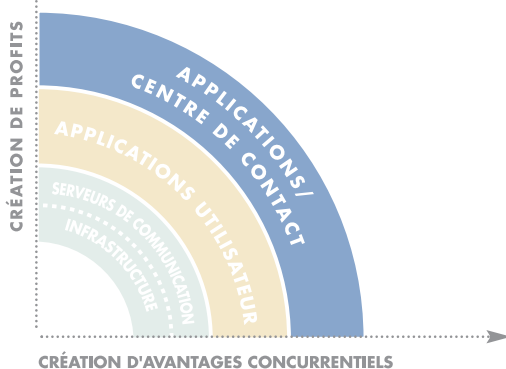 CRÉATION DE PROFITS
APPLICATIONS/
CENTRE DE CONTACT
APPLICATIONS UTILISATEUR
SERVEURS DE COMMUNICATION
INFRASTRUCTURE
CRÉATION D'AVANTAGES CONCURRENTIELS